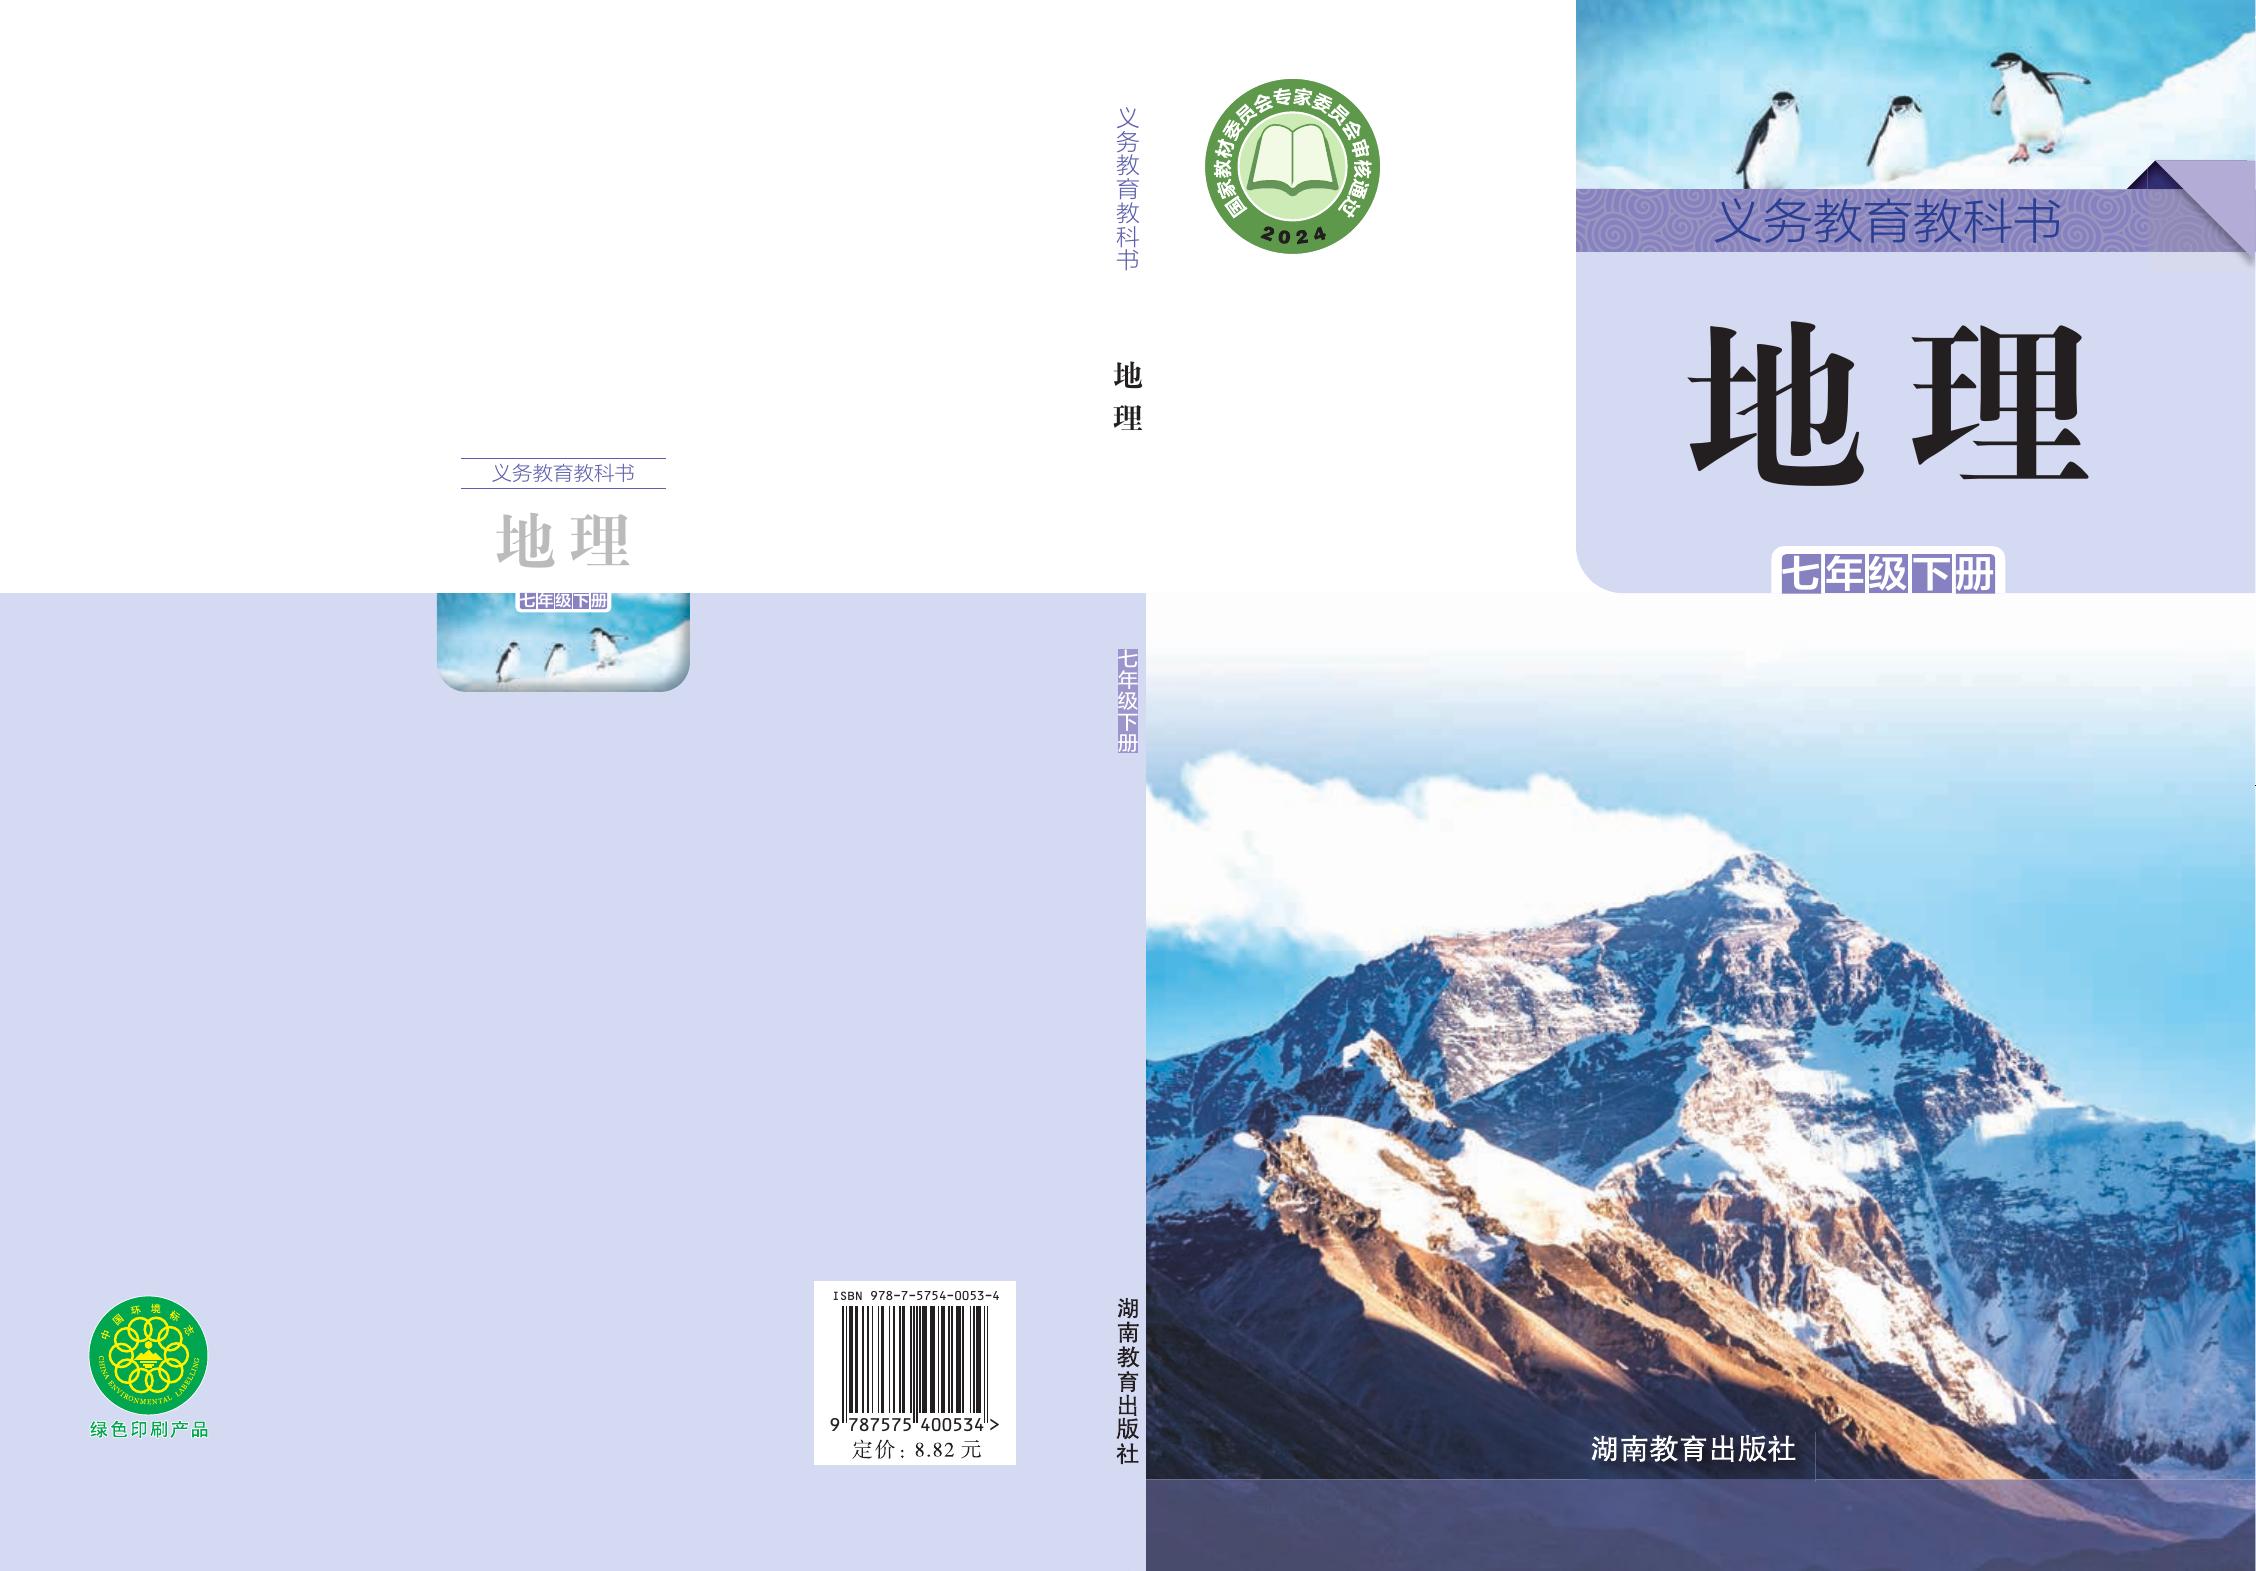 义务教育教科书
地 理
七年级下册
中国环境标志
CHINA ENVIRONMENTAL LABELLING
绿色印刷产品
ISBN 978-7-5754-0053-4
9 787575 400534 >
定价: 8.82 元
义务教育教科书
地理
七年级下册
湖南教育出版社
国家教材委员会专家委员会审核通过
2024
义务教育教科书
地 理
七年级下册
湖南教育出版社